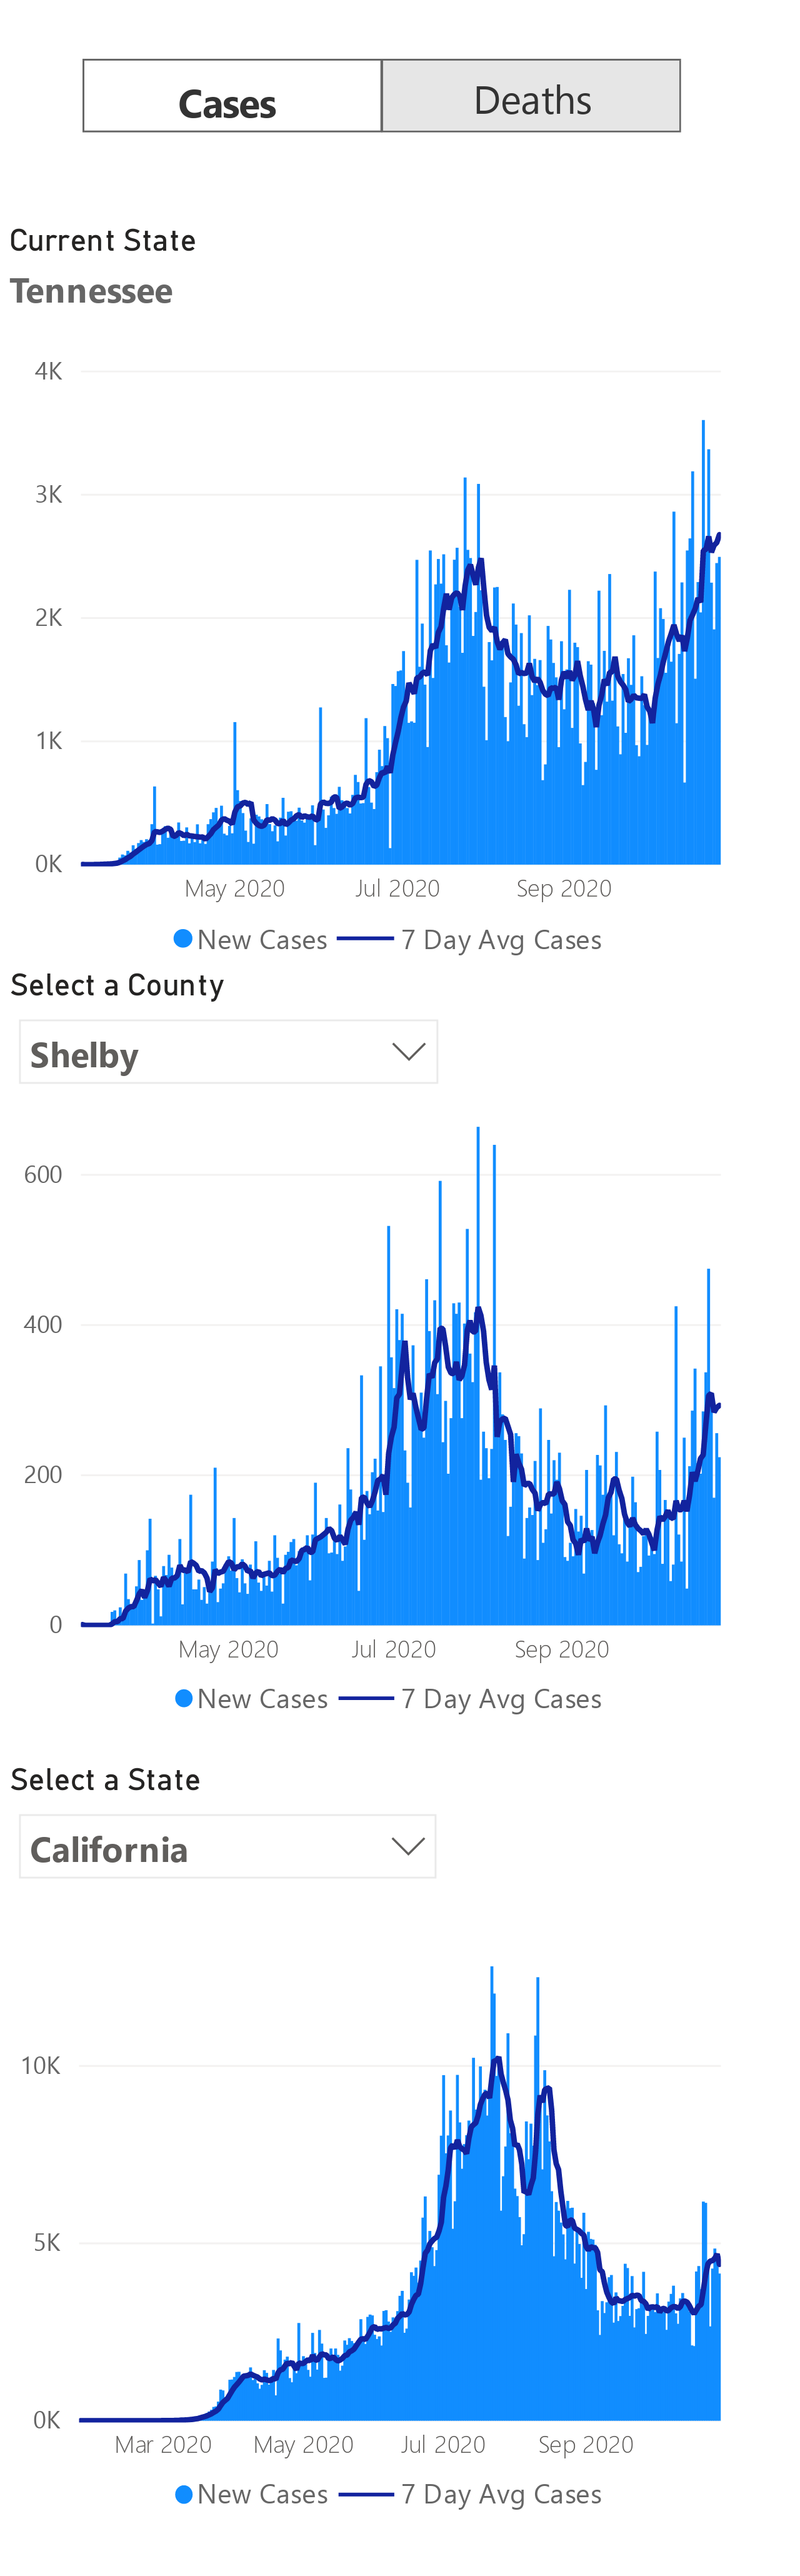 Cases Deaths
Current State
Tennessee
4K
3K
2K
1K
0K
May 2020 Jul 2020 Sep 2020
New Cases 7 Day Avg Cases
Select a County
Shelby
600
400
200
0
May 2020 Jul 2020 Sep 2020
New Cases 7 Day Avg Cases
Select a State
California
10K
5K
0K
Mar 2020 May 2020 Jul 2020 Sep 2020
New Cases 7 Day Avg Cases